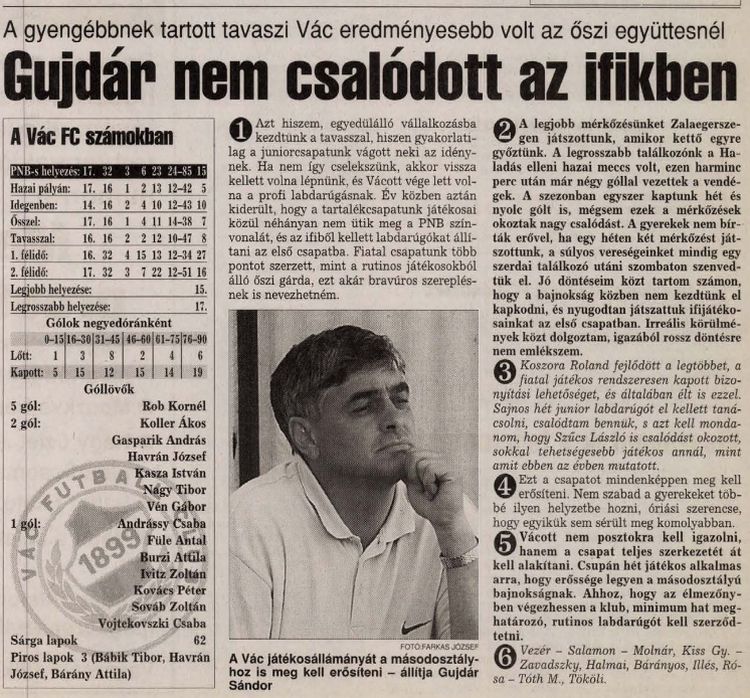 A gyengébbnek tartott tavaszi Vác eredményesebb volt az őszi együttesnél
Gujdár nem csalódott az ifikben
A Vác FC számokban
PNB-s helyezés: 17. 32 3 6 23 24–85 15
Hazai pályán: 17. 16 1 2 13 12–42 5
Idegenben: 14. 16 2 4 10 12–43 10
Ősszel: 17. 16 1 4 11 14–38 7
Tavasszal: 16. 16 2 2 12 10–47 8
1. félidő: 16. 32 4 15 13 12–34 27
2. félidő: 17. 32 3 7 22 12–51 16
Legjobb helyezése: 15.
Legrosszabb helyezése: 17.
Gólok negyedóránként
0–15 16–30 31–45 46–60 61–75 76–90
Lőtt: 1 3 8 2 4 6
Kapott: 5 15 12 15 14 19
Góllövők
5 gól: Rob Kornél
2 gól: Koller Ákos
Gasparik András
Havrán József
Kasza István
Nagy Tibor
Vén Gábor
1 gól: Andrássy Csaba
Füle Antal
Burzi Attila
Ivitz Zoltán
Kovács Péter
Sováb Zoltán
Vojtekovszki Csaba
Sárga lapok 62
Piros lapok 3 (Bábik Tibor, Havrán
József, Bárány Attila)
VÁC FUTBALL
1899
1 Azt hiszem, egyedülálló vállalkozásba
kezdtünk a tavasszal, hiszen gyakorlati-
lag a juniorcsapatunk vágott neki az idény-
nek. Ha nem így cselekszünk, akkor vissza
kellett volna lépnünk, és Vácott vége lett vol-
na a profi labdarúgásnak. Év közben aztán
kiderült, hogy a tartalékcsapatunk játékosai
közül néhányan nem ütik meg a PNB szín-
vonalát, és az ifiből kellett labdarúgókat állí-
tani az első csapatba. Fiatal csapatunk több
pontot szerzett, mint a rutinos játékosokból
álló őszi gárda, ezt akár bravúros szereplés-
nek is nevezhetném.
FOTÓ: FARKAS JÓZSEF
A Vác játékosállámányát a másodosztály-
hoz is meg kell erősíteni – állítja Gujdár
Sándor
2 A legjobb mérkőzésünket Zalaegersze-
gen játszottunk, amikor kettő egyre
győztünk. A legrosszabb találkozónk a Ha-
ladás elleni hazai meccs volt, ezen harminc
perc után már négy góllal vezettek a vendé-
gek. A szezonban egyszer kaptunk hét és
nyolc gólt is, mégsem ezek a mérkőzések
okoztak nagy csalódást. A gyerekek nem bír-
ták erővel, ha egy héten két mérkőzést ját-
szottunk, a súlyos vereségeinket mindig egy
szerdai találkozó utáni szombaton szenved-
tük el. Jó döntéseim közt tartom számon,
hogy a bajnokság közben nem kezdtünk el
kapkodni, és nyugodtan játszattuk ifijátéko-
sainkat az első csapatban. Irreális körülmé-
nyek közt dolgoztam, igazából rossz döntésre
nem emlékszem.
3 Koszora Roland fejlődött a legtöbbet, a
fiatal játékos rendszeresen kapott bizo-
nyítási lehetőséget, és általában élt is ezzel.
Sajnos hét junior labdarúgót el kellett taná-
csolni, csalódtam bennük, s azt kell monda-
nom, hogy Szűcs László is csalódást okozott,
sokkal tehetségesebb játékos annál, mint
amit ebben az évben mutatott.
4 Ezt a csapatot mindenképpen meg kell
erősíteni. Nem szabad a gyerekeket töb-
bé ilyen helyzetbe hozni, óriási szerencse,
hogy egyikük sem sérült meg komolyabban.
5 Vácott nem posztokra kell igazolni,
hanem a csapat teljes szerkezetét át
kell alakítani. Csupán hét játékos alkalmas
arra, hogy erőssége legyen a másodosztályú
bajnokságnak. Ahhoz, hogy az élmezőny-
ben végezhessen a klub, minimum hat meg-
határozó, rutinos labdarúgót kell szerződ-
tetni.
6 Vezér – Salamon – Molnár, Kiss Gy. –
Zavadszky, Halmai, Bárányos, Illés, Ró-
sa – Tóth M., Tököli.